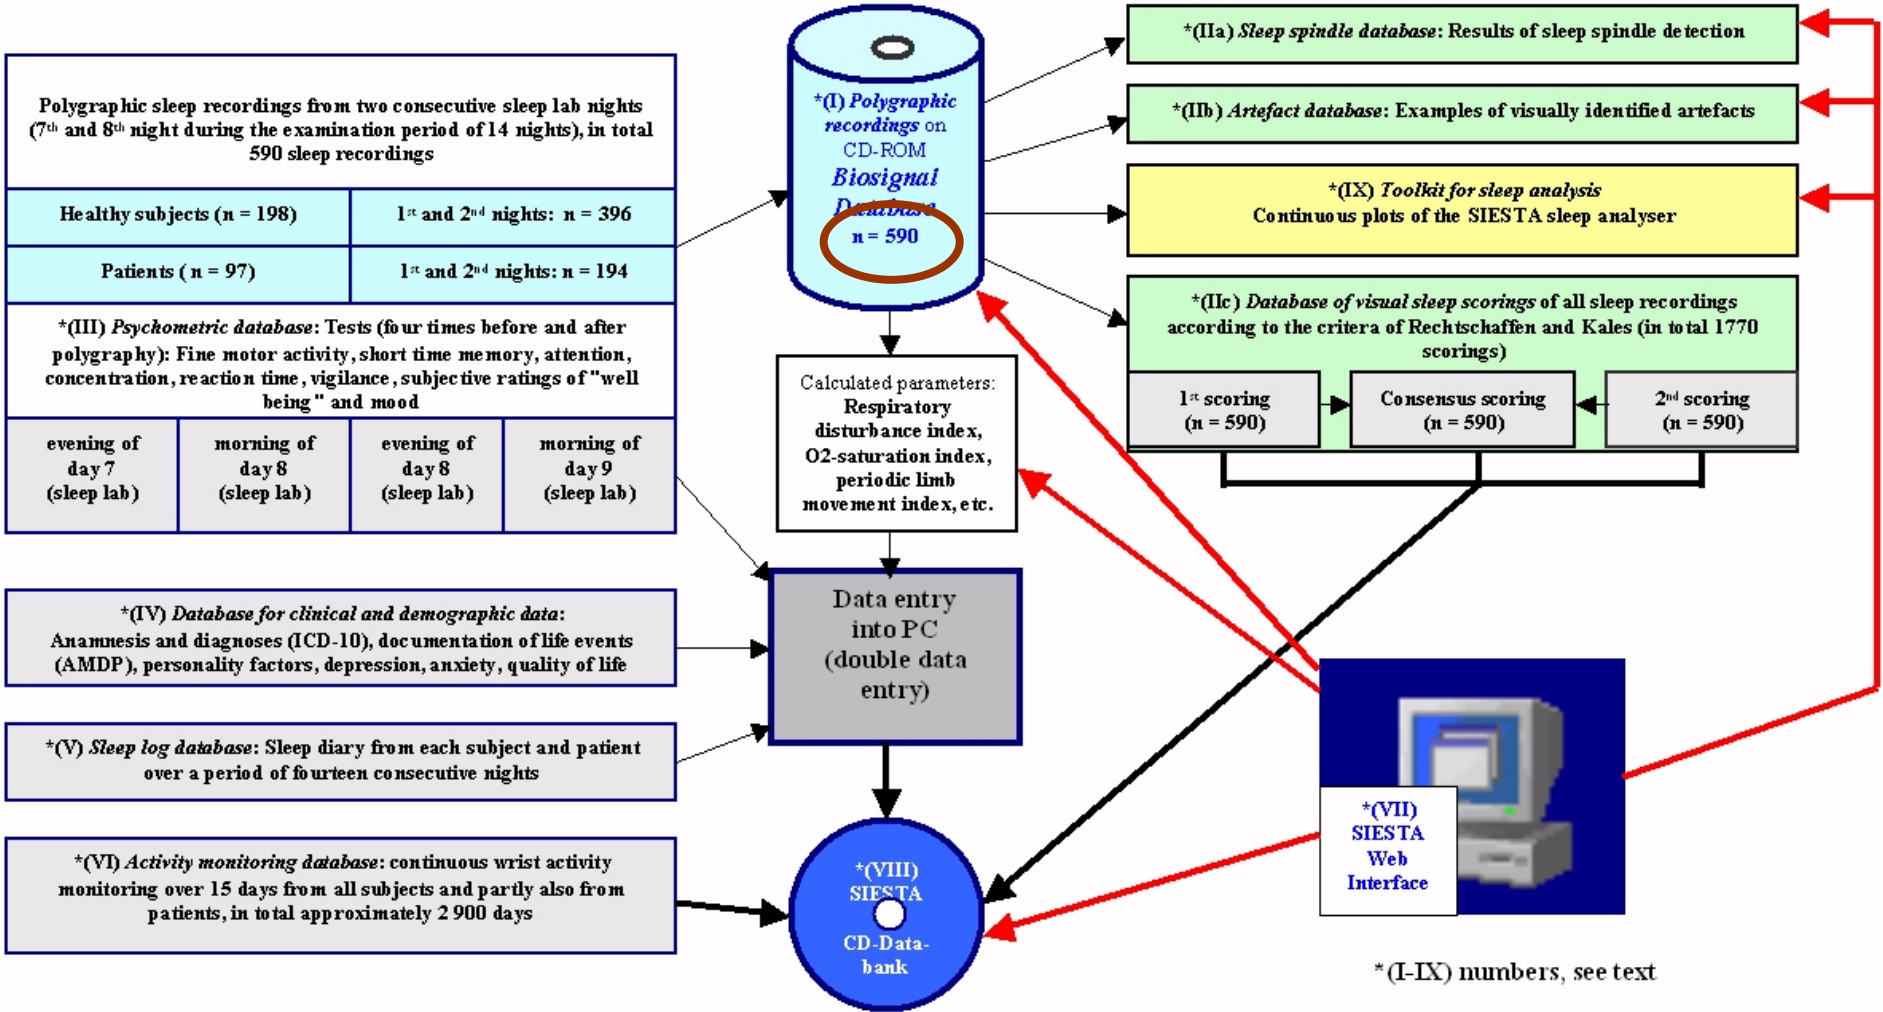 Polygraphic sleep recordings from two consecutive sleep lab nights
(7th and 8th night during the examination period of 14 nights), in total
590 sleep recordings
Healthy subjects (n = 198)
1st and 2nd nights: n = 396
Patients ( n = 97)
1st and 2nd nights: n = 194
*(III) Psychometric database: Tests (four times before and after
polygraphy): Fine motor activity, short time memory, attention,
concentration, reaction time, vigilance, subjective ratings of "well
being" and mood
evening of
day 7
(sleep lab)
morning of
day 8
(sleep lab)
evening of
day 8
(sleep lab)
morning of
day 9
(sleep lab)
*(IV) Database for clinical and demographic data:
Anamnesis and diagnoses (ICD-10), documentation of life events
(AMDP), personality factors, depression, anxiety, quality of life
*(V) Sleep log database: Sleep diary from each subject and patient
over a period of fourteen consecutive nights
*(VI) Activity monitoring database: continuous wrist activity
monitoring over 15 days from all subjects and partly also from
patients, in total approximately 2 900 days
*(I) Polygraphic
recordings on
CD-ROM
Biosignal
Database
n = 590
Calculated parameters:
Respiratory
disturbance index,
O2-saturation index,
periodic limb
movement index, etc.
Data entry
into PC
(double data
entry)
*(VIII)
SIESTA
CD-Data-
bank
*(IIa) Sleep spindle database: Results of sleep spindle detection
*(IIb) Artefact database: Examples of visually identified artefacts
*(IX) Toolkit for sleep analysis
Continuous plots of the SIESTA sleep analyser
*(IIc) Database of visual sleep scorings of all sleep recordings
according to the critera of Rechtschaffen and Kales (in total 1770
scorings)
1st scoring
(n = 590)
Consensus scoring
(n = 590)
2nd scoring
(n = 590)
*(VII)
SIESTA
Web
Interface
*(I-IX) numbers, see text